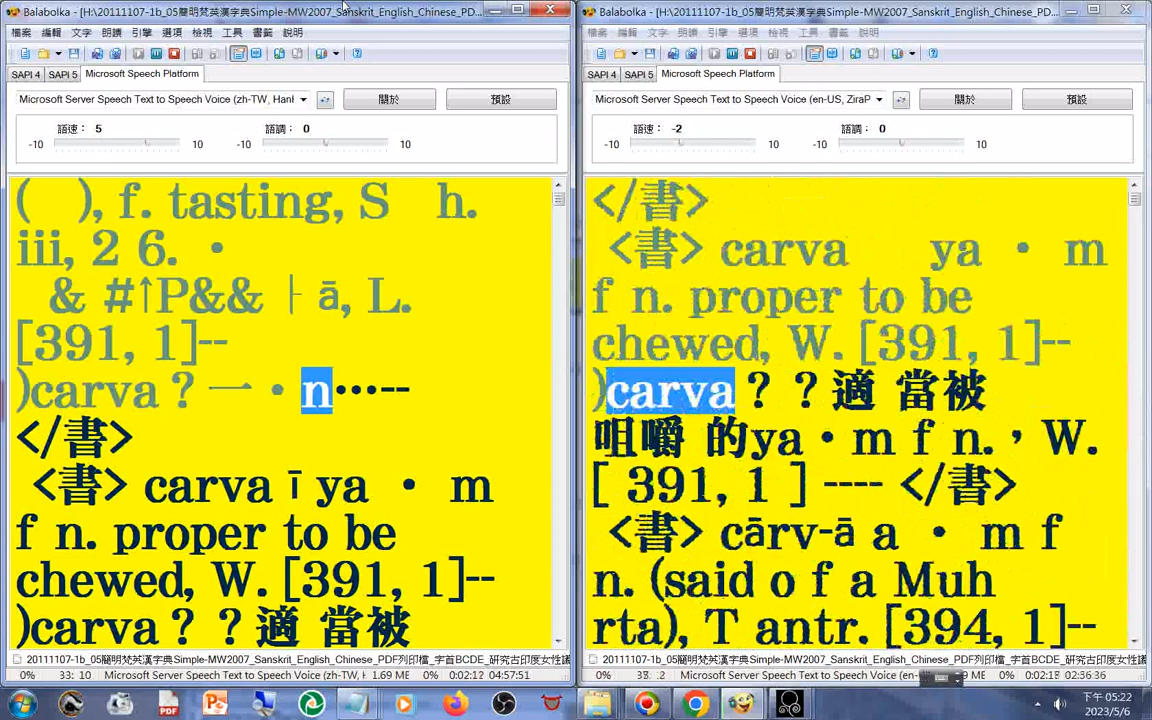 Balabolka - [H:\20111107-1b_05簡明梵英漢字典Simple-MW2007_Sanskrit_English_Chinese_PD...
檔案 編輯 文字 朗讀 引擎 選項 檢視 工具 書籤 說明
SAPI 4 SAPI 5 Microsoft Speech Platform
Microsoft Server Speech Text to Speech Voice (zh-TW, Hanl
關於 預設
語速： 5 語調： 0
-10 10 -10 10
( ), f. tasting, S h.
iii, 2 6. •
& #↑P&& ├ ā, L.
[391, 1]--
)carva？一 • n…--
</書>
<書> carva ī ya • m
f n. proper to be
chewed, W. [391, 1]--
)carva？？適 當被
20111107-1b_05簡明梵英漢字典Simple-MW2007_Sanskrit_English_Chinese_PDF列印檔_字首BCDE_研究古印度女性議
0% 33: 10 Microsoft Server Speech Text to Speech Voice (zh-TW, 1.69 ME 0% 0:02:12 04:57:51
Balabolka - [H:\20111107-1b_05簡明梵英漢字典Simple-MW2007_Sanskrit_English_Chinese_PD...
檔案 編輯 文字 朗讀 引擎 選項 檢視 工具 書籤 說明
SAPI 4 SAPI 5 Microsoft Speech Platform
Microsoft Server Speech Text to Speech Voice (en-US, ZiraP
關於 預設
語速： -2 語調： 0
-10 10 -10 10
</書>
<書> carva ya • m
f n. proper to be
chewed, W. [391, 1]--
)carva？？適 當被
咀嚼 的ya • m f n.，W.
[ 391, 1 ] ---- </書>
<書> cārv-ā a • m f
n. (said o f a Muh
rta), T antr. [394, 1]--
20111107-1b_05簡明梵英漢字典Simple-MW2007_Sanskrit_English_Chinese_PDF列印檔_字首BCDE_研究古印度女性議
0% Microsoft Server Speech Text to Speech Voice (en-US, 0% 02:56:36
下午 05:22
2023/5/6